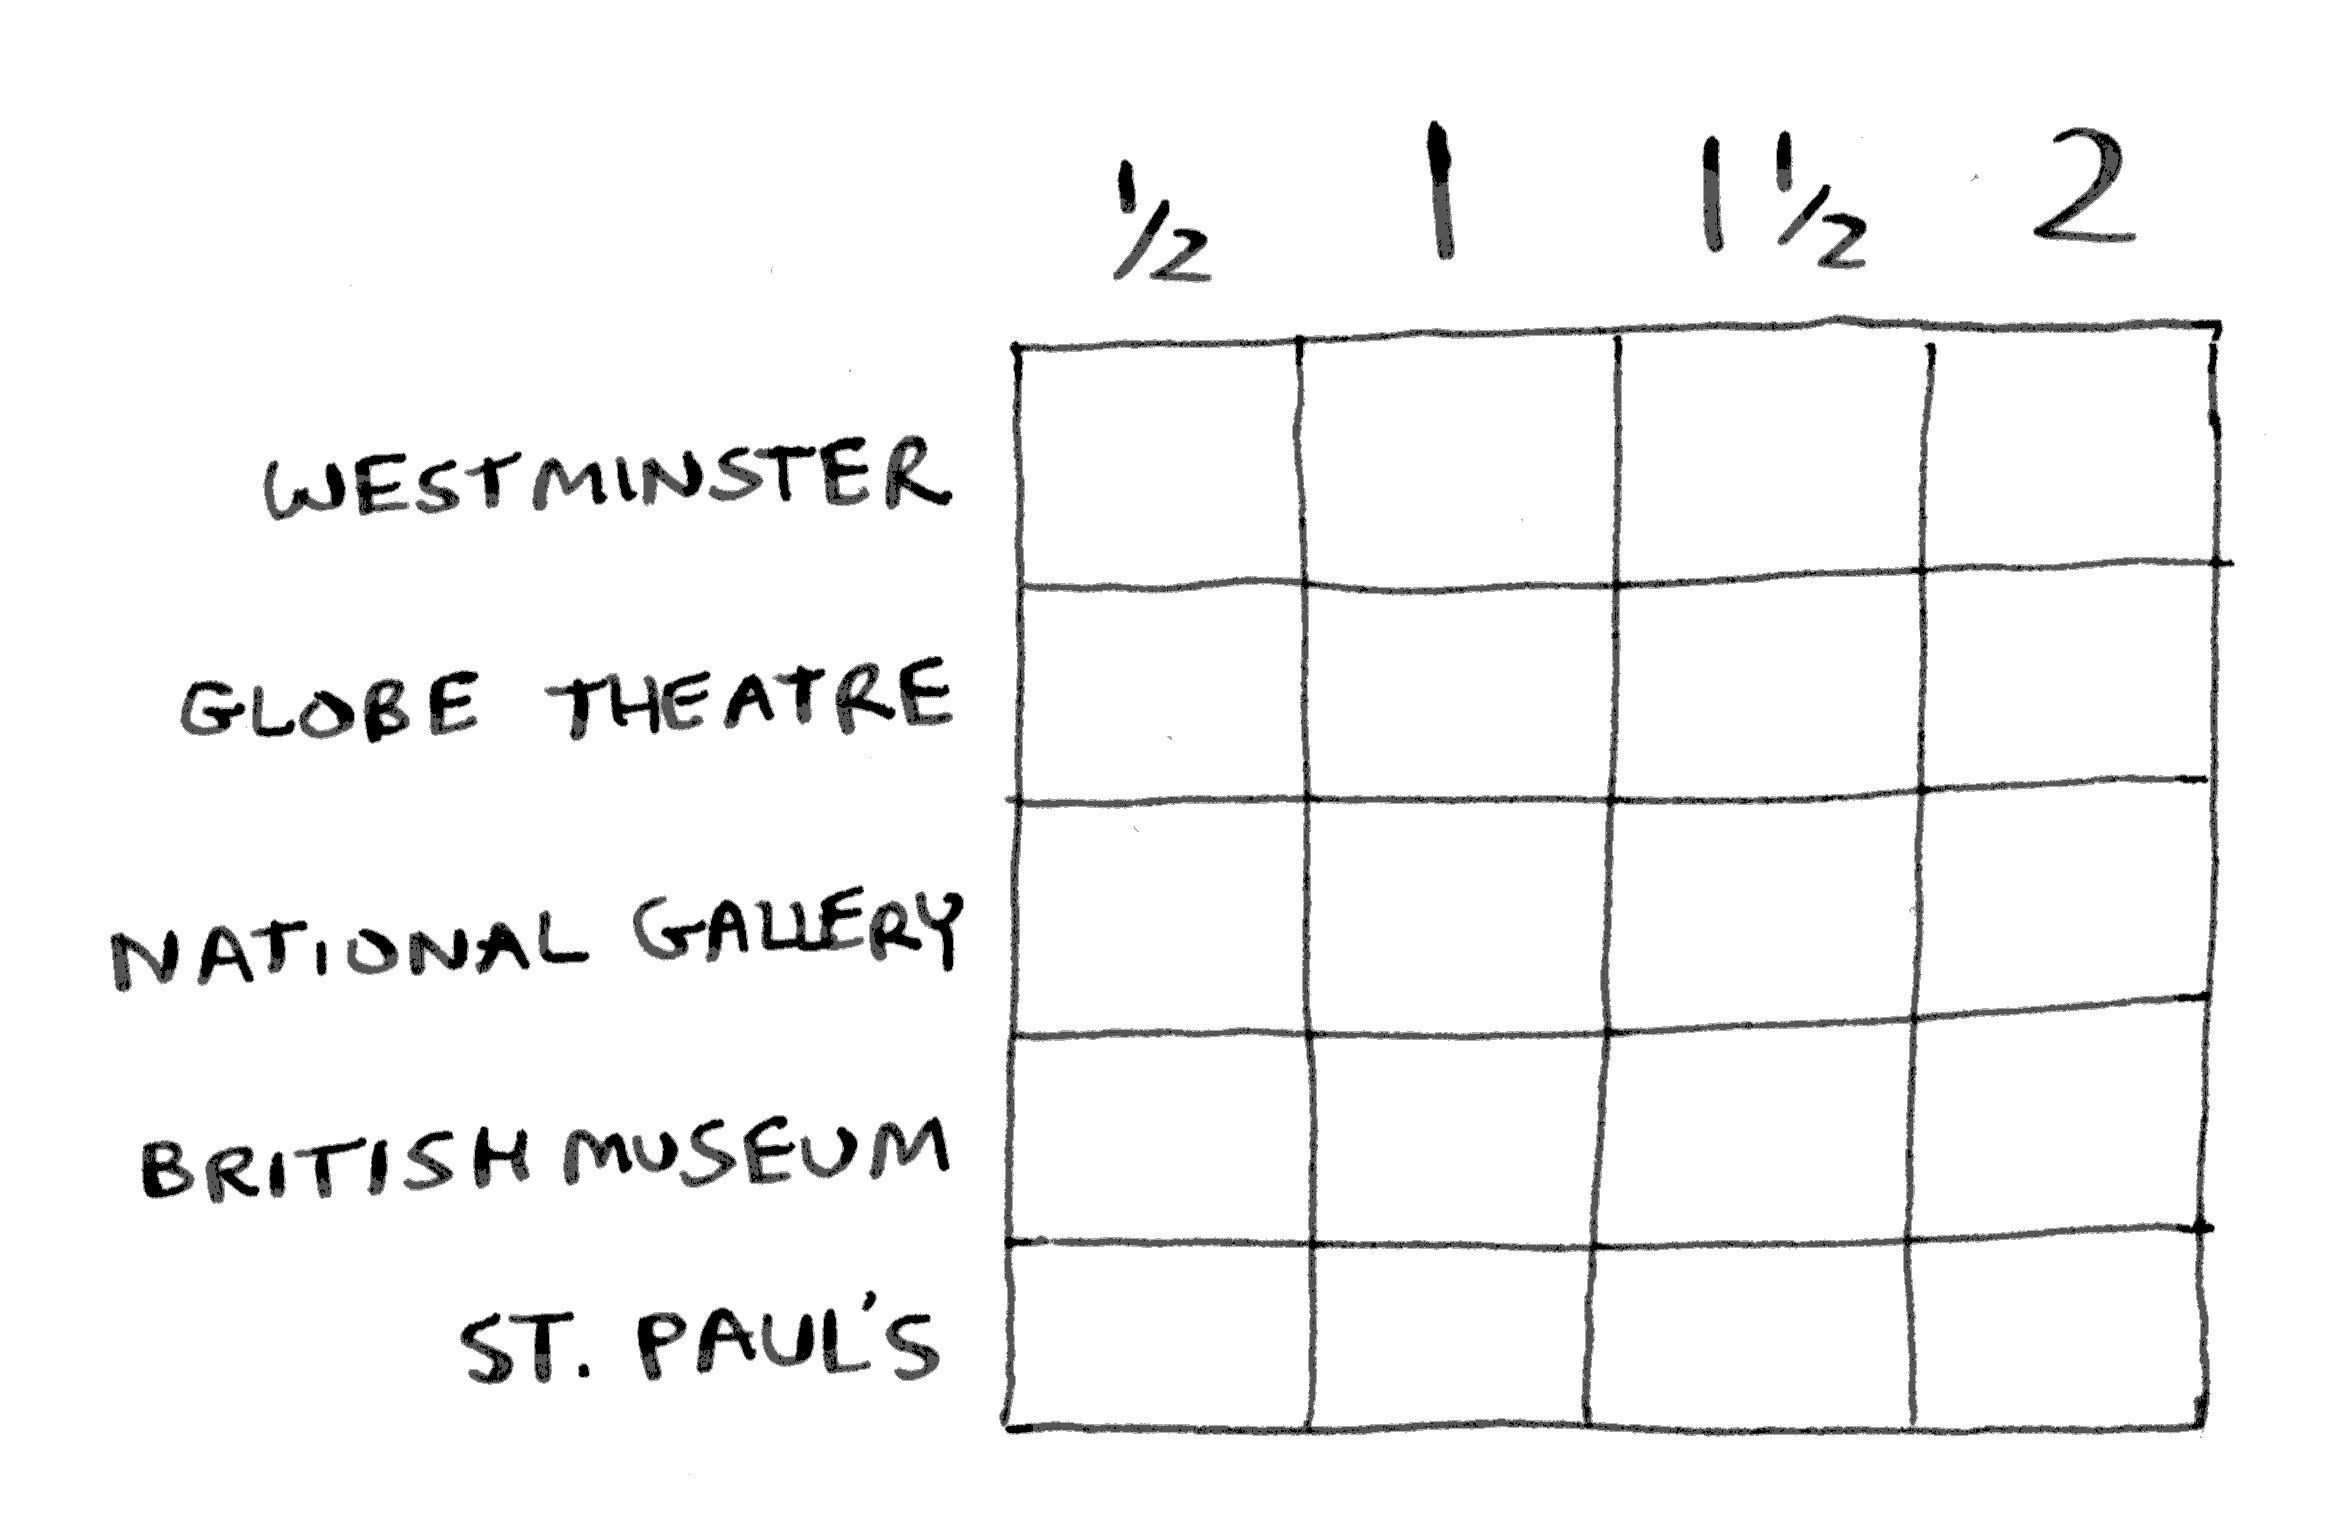 ½ 1 1½ 2
WESTMINSTER
GLOBE THEATRE
NATIONAL GALLERY
BRITISH MUSEUM
ST. PAUL'S